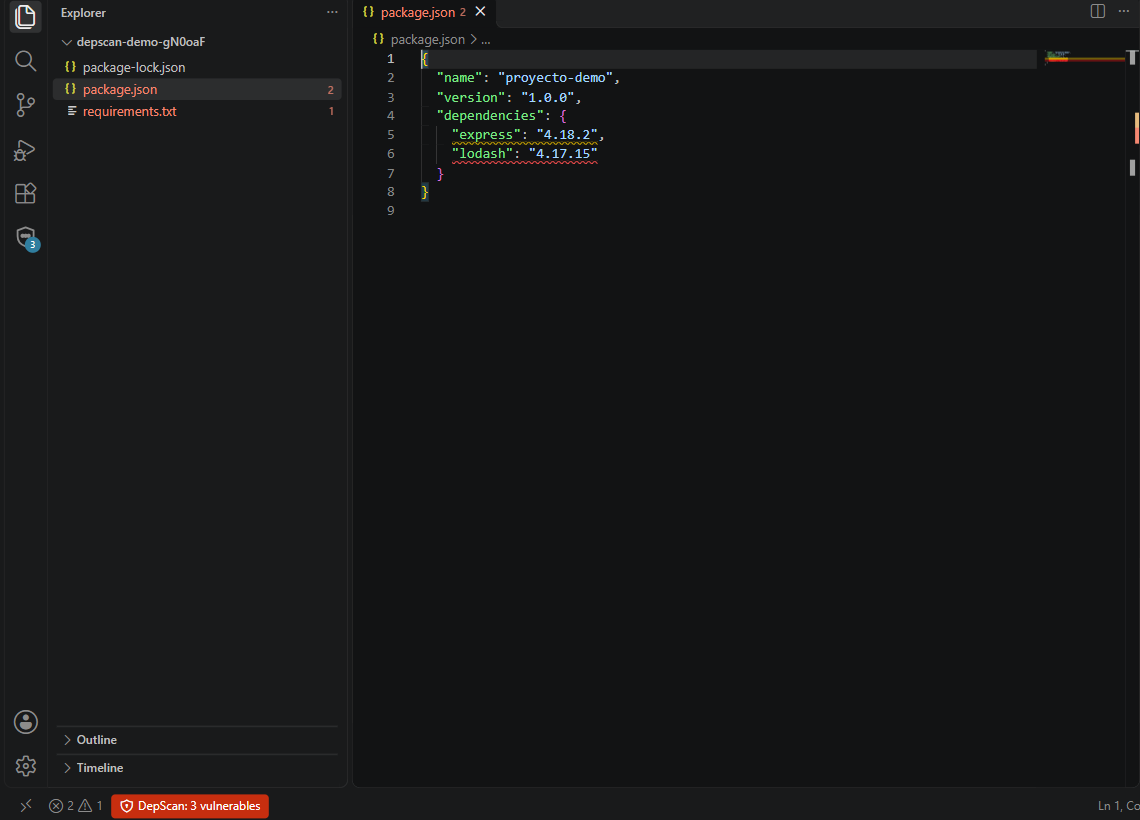 Explorer
depscan-demo-gN0oaF
package-lock.json
package.json 2
requirements.txt 1
3
Outline
Timeline
package.json 2
package.json > ...
1 {
2 "name": "proyecto-demo",
3 "version": "1.0.0",
4 "dependencies": {
5 "express": "4.18.2",
6 "lodash": "4.17.15"
7 }
8 }
9
2 1 DepScan: 3 vulnerables
Ln 1, Co